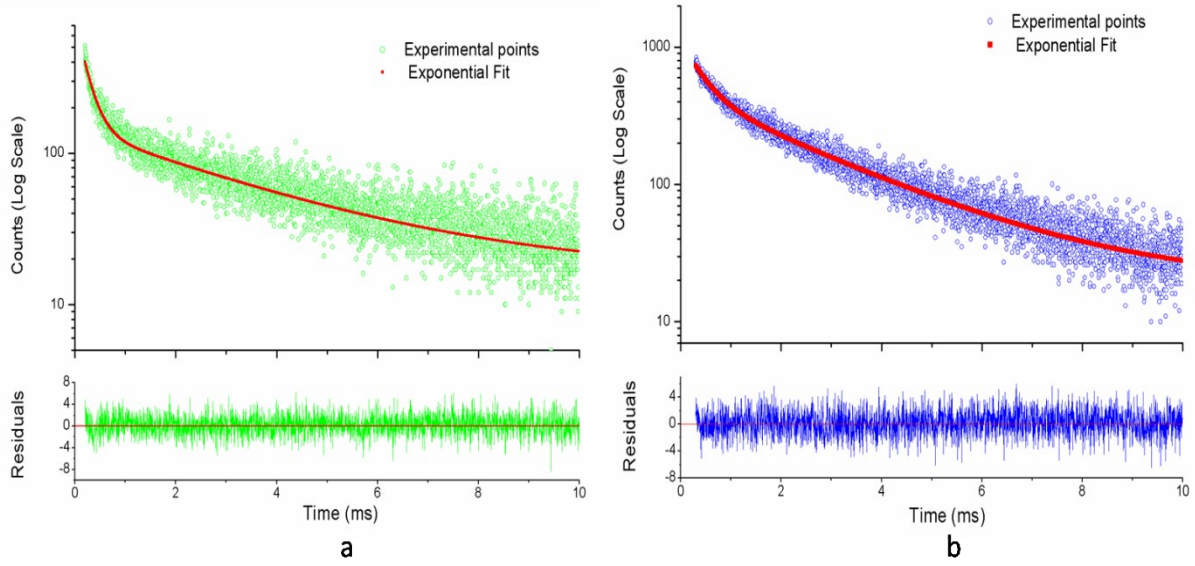 Experimental points
Exponential Fit
100
10
Counts (Log Scale)
8
4
0
-4
-8
Residuals
0
2
4
6
8
10
Time (ms)
a
Experimental points
Exponential Fit
1000
100
10
Counts (Log Scale)
4
0
-4
-8
Residuals
0
2
4
6
8
10
Time (ms)
b